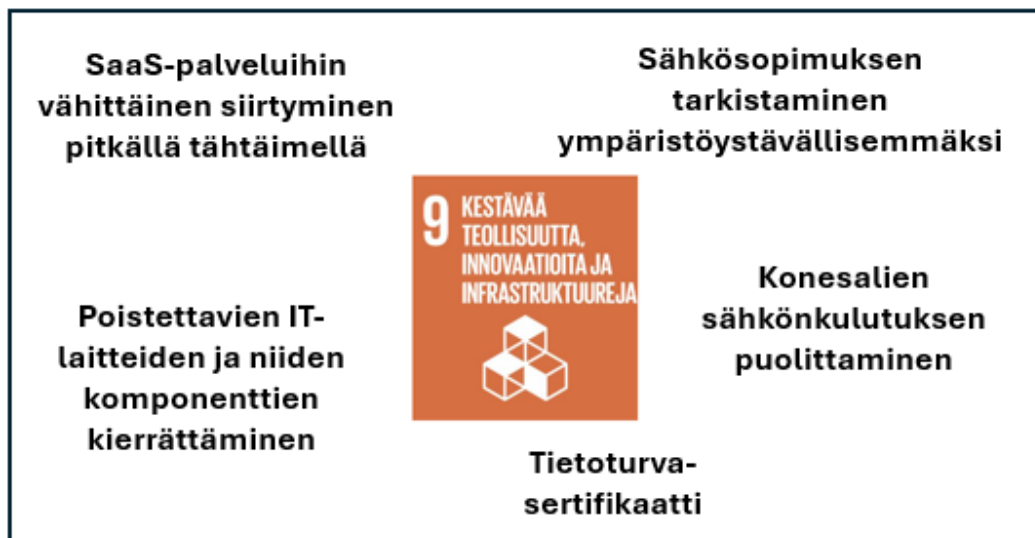 SaaS-palveluihin
vähittäinen siirtyminen
pitkällä tähtäimellä
Sähkösopimuksen
tarkistaminen
ympäristöystävällisemmäksi
9 KESTÄVÄÄ
TEOLLISUUTTA,
INNOVAATIOITA JA
INFRASTRUKTUUREJA
Poistettavien IT-
laitteiden ja niiden
komponenttien
kierrättäminen
Konesalien
sähkönkulutuksen
puolittaminen
Tietoturva-
sertifikaatti